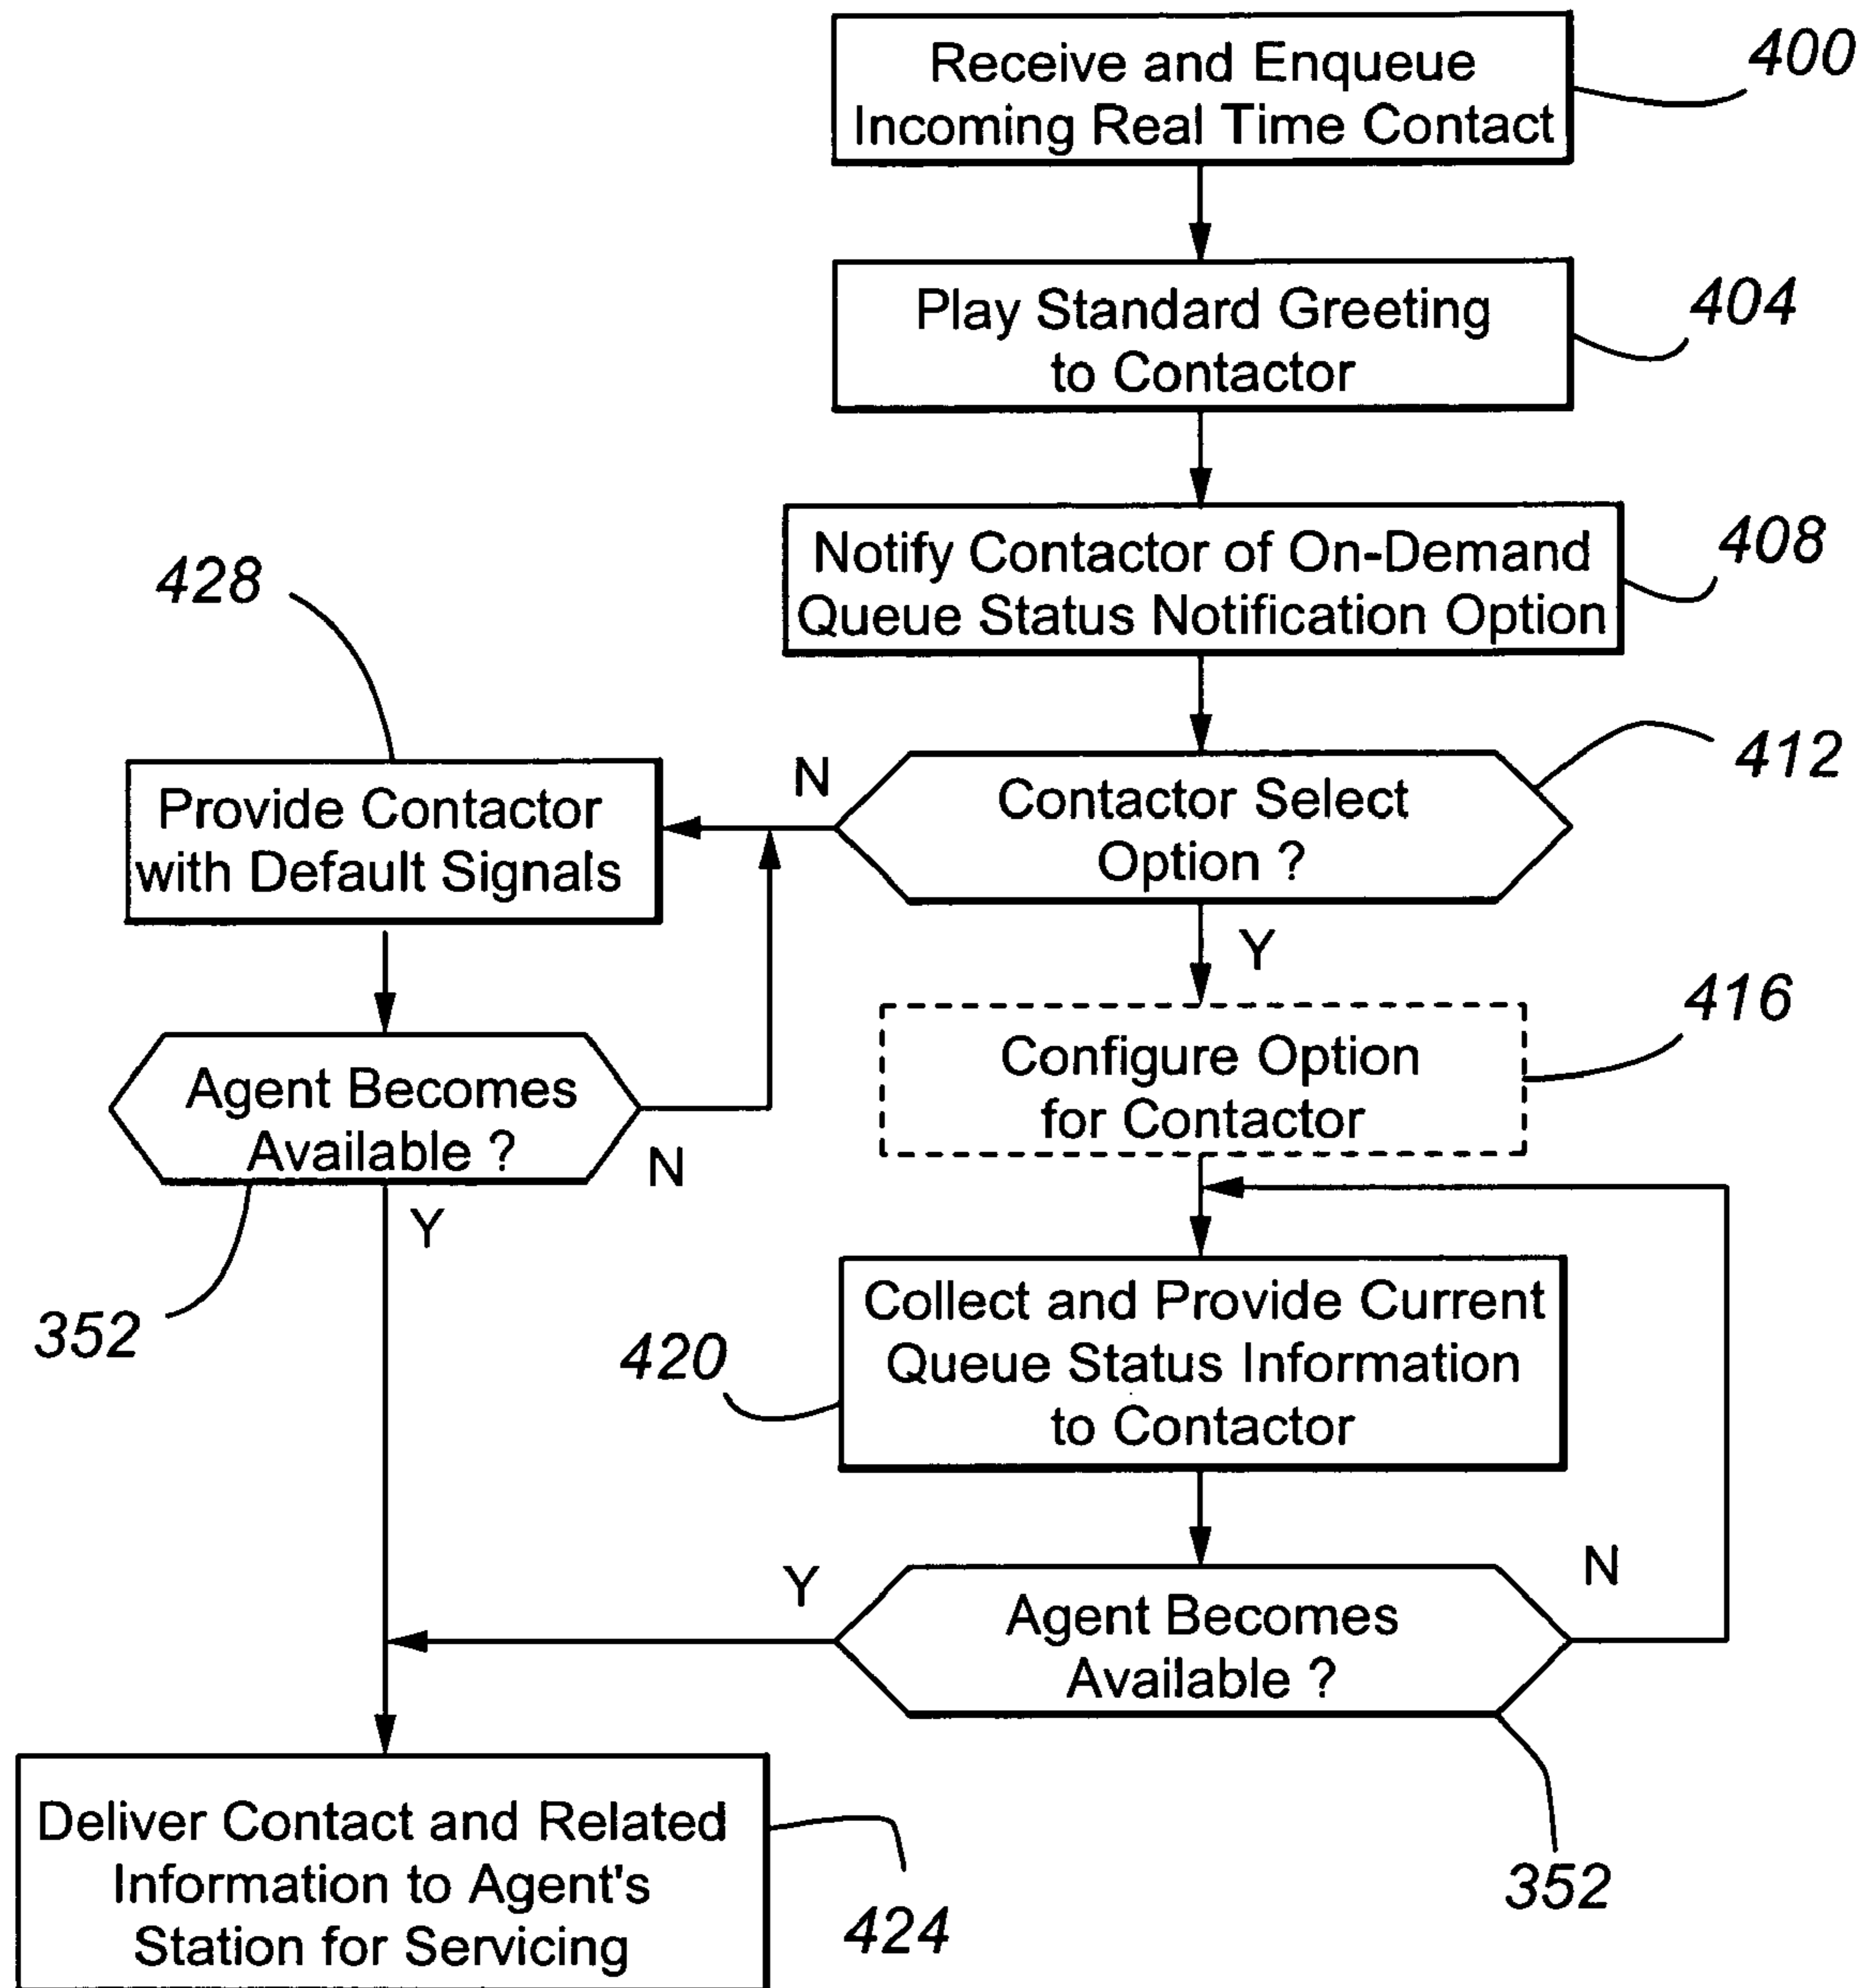 Receive and Enqueue
Incoming Real Time Contact
400
Play Standard Greeting
to Contactor
404
Notify Contactor of On-Demand
Queue Status Notification Option
408
428
412
N
Contactor Select
Option ?
Provide Contactor
with Default Signals
Y
416
Configure Option
for Contactor
Agent Becomes
Available ?
N
Y
352
Collect and Provide Current
Queue Status Information
to Contactor
420
Y
N
Agent Becomes
Available ?
352
Deliver Contact and Related
Information to Agent's
Station for Servicing
424